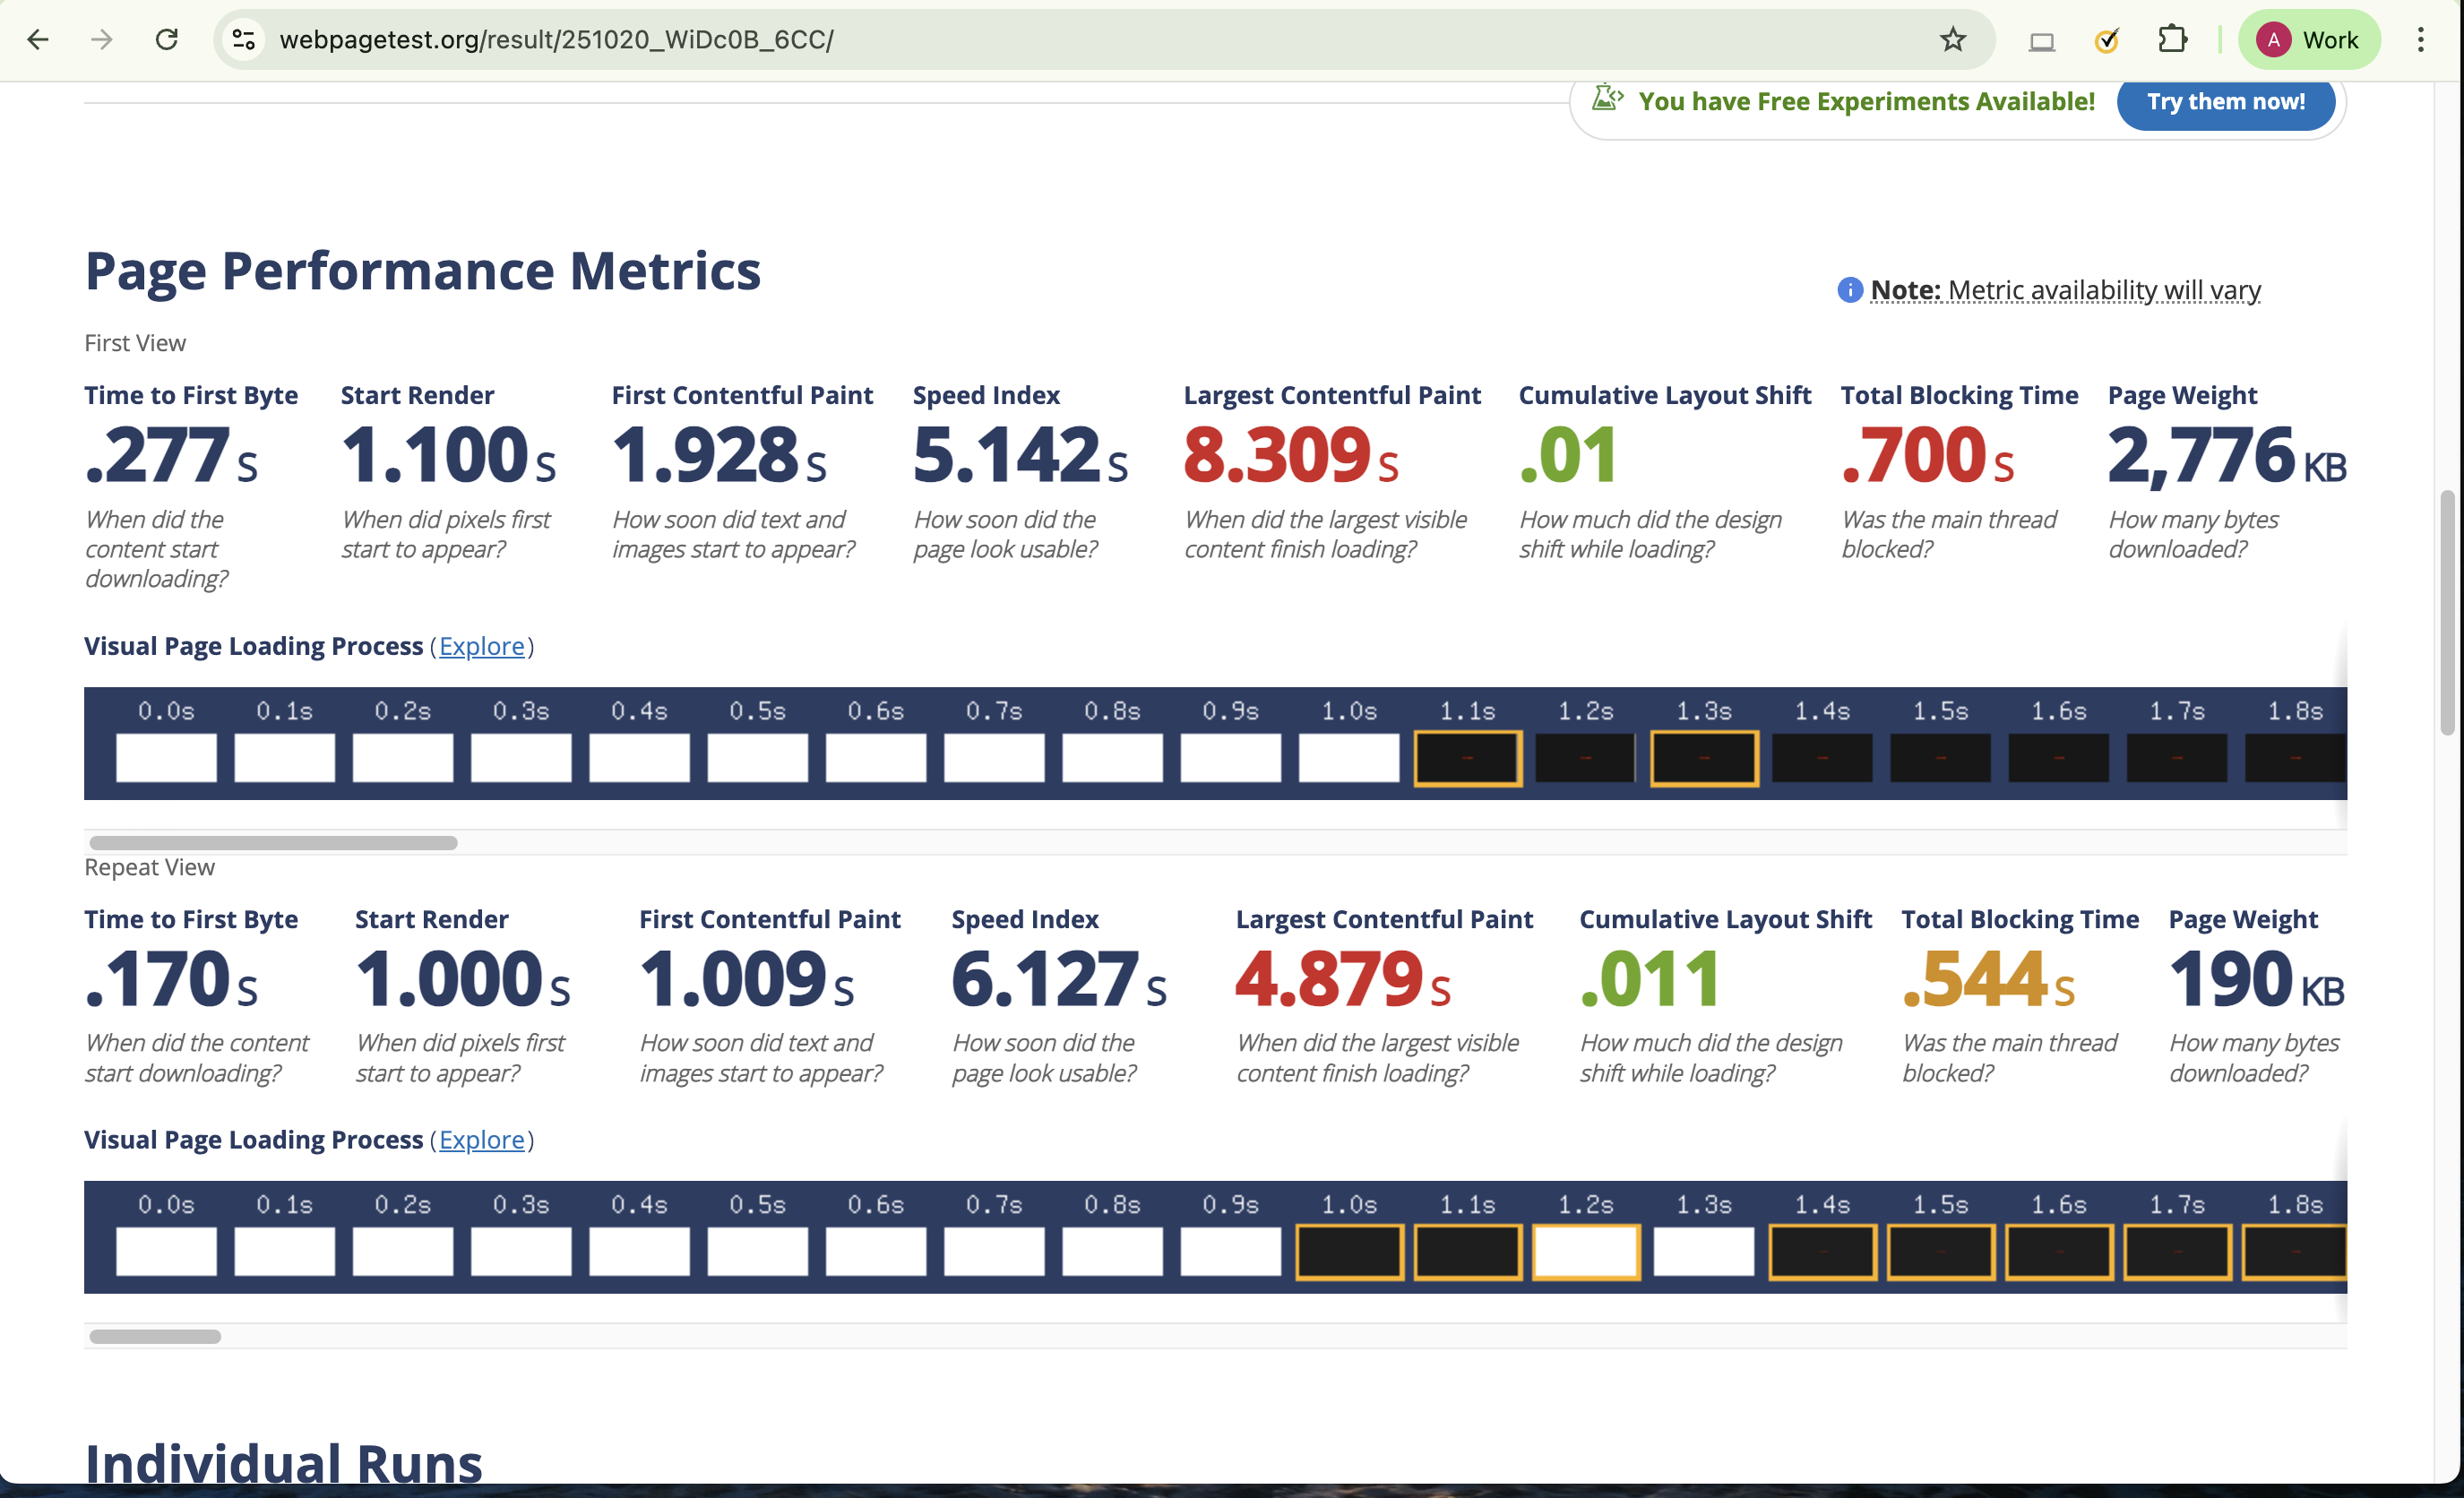 webpagetest.org/result/251020_WiDc0B_6CC/
A Work
You have Free Experiments Available! Try them now!
Page Performance Metrics
Note: Metric availability will vary
First View
Time to First Byte Start Render First Contentful Paint Speed Index Largest Contentful Paint Cumulative Layout Shift Total Blocking Time Page Weight
.277 s 1.100 s 1.928 s 5.142 s 8.309 s .01 .700 s 2,776 KB
When did the When did pixels first How soon did text and How soon did the When did the largest visible How much did the design Was the main thread How many bytes
content start start to appear? images start to appear? page look usable? content finish loading? shift while loading? blocked? downloaded?
downloading?
Visual Page Loading Process (Explore)
0.0s 0.1s 0.2s 0.3s 0.4s 0.5s 0.6s 0.7s 0.8s 0.9s 1.0s 1.1s 1.2s 1.3s 1.4s 1.5s 1.6s 1.7s 1.8s
Repeat View
Time to First Byte Start Render First Contentful Paint Speed Index Largest Contentful Paint Cumulative Layout Shift Total Blocking Time Page Weight
.170 s 1.000 s 1.009 s 6.127 s 4.879 s .011 .544 s 190 KB
When did the content When did pixels first How soon did text and How soon did the When did the largest visible How much did the design Was the main thread How many bytes
start downloading? start to appear? images start to appear? page look usable? content finish loading? shift while loading? blocked? downloaded?
Visual Page Loading Process (Explore)
0.0s 0.1s 0.2s 0.3s 0.4s 0.5s 0.6s 0.7s 0.8s 0.9s 1.0s 1.1s 1.2s 1.3s 1.4s 1.5s 1.6s 1.7s 1.8s
Individual Runs